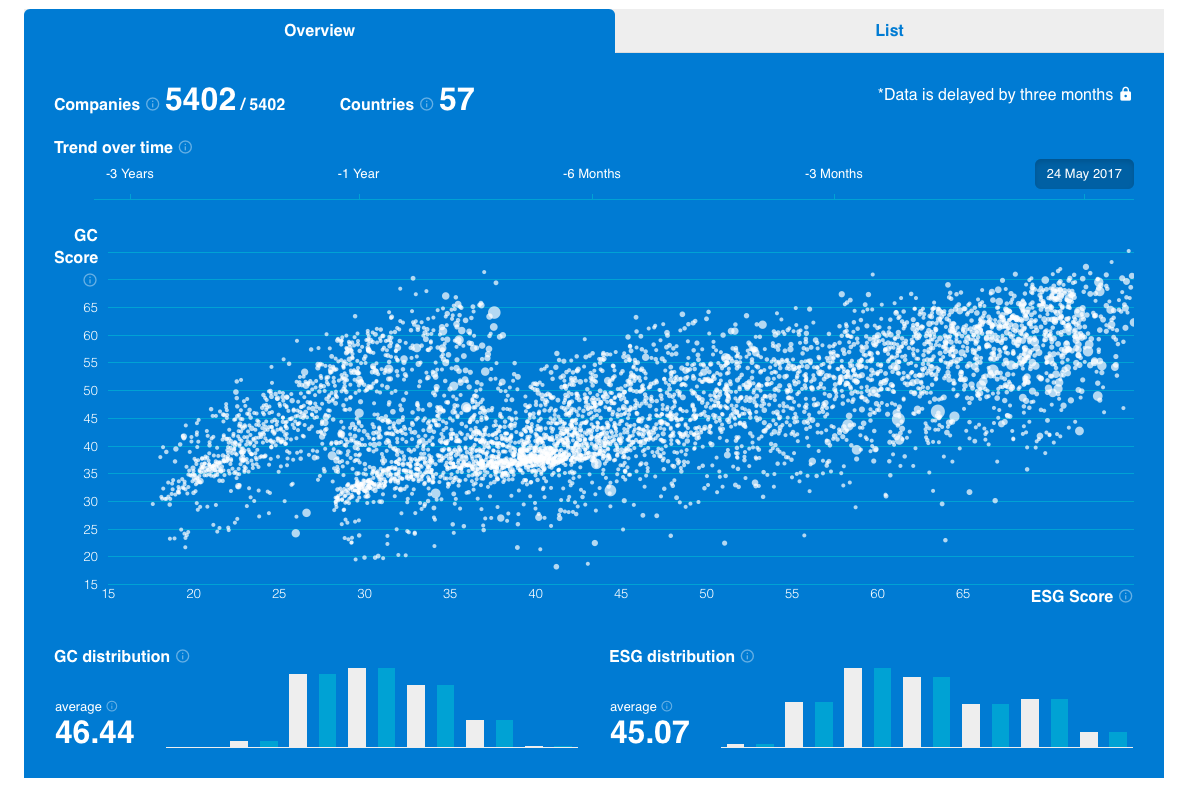 Overview
List
Companies 5402 / 5402
Countries 57
*Data is delayed by three months
Trend over time
-3 Years
-1 Year
-6 Months
-3 Months
24 May 2017
GC
Score
65
60
55
50
45
40
35
30
25
20
15
15 20 25 30 35 40 45 50 55 60 65
ESG Score
GC distribution
average
46.44
ESG distribution
average
45.07